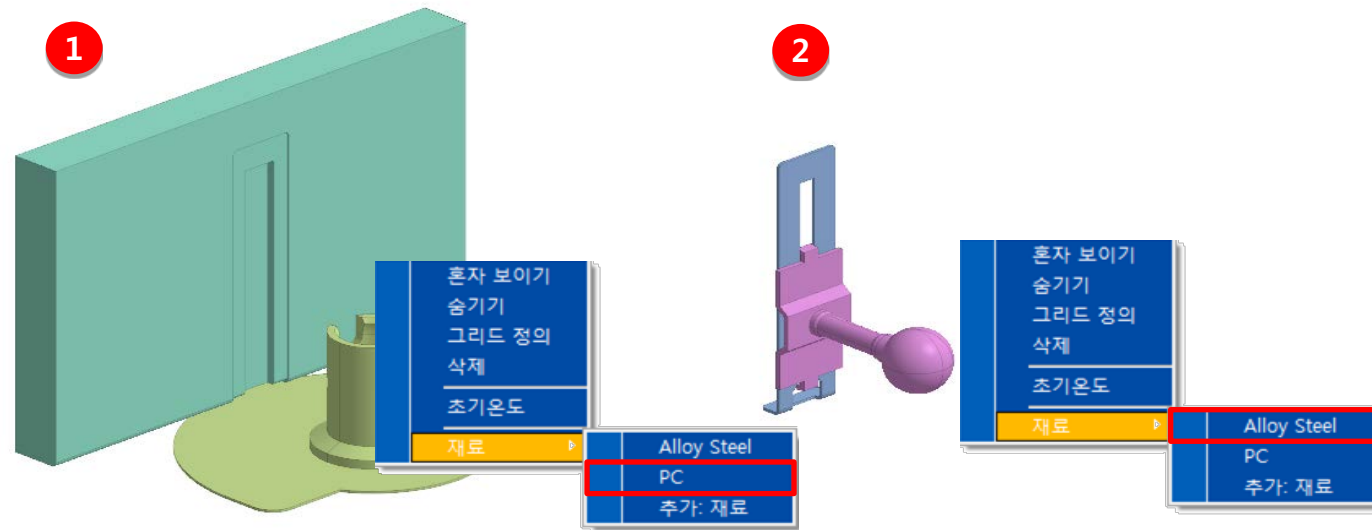 1
혼자 보이기
숨기기
그리드 정의
삭제
초기온도
재료
Alloy Steel
PC
추가: 재료
2
혼자 보이기
숨기기
그리드 정의
삭제
초기온도
재료
Alloy Steel
PC
추가: 재료